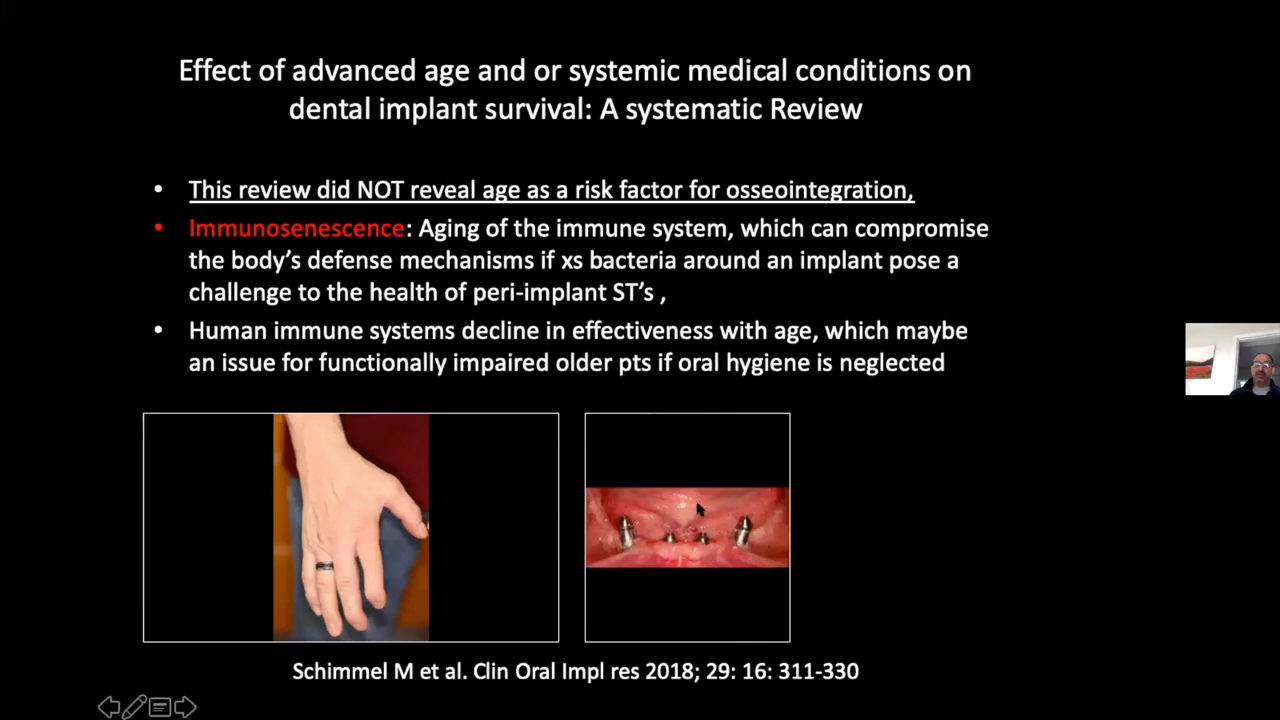 Effect of advanced age and or systemic medical conditions on
dental implant survival: A systematic Review
• This review did NOT reveal age as a risk factor for osseointegration,
• Immunosenescence: Aging of the immune system, which can compromise
the body's defense mechanisms if xs bacteria around an implant pose a
challenge to the health of peri-implant ST's ,
• Human immune systems decline in effectiveness with age, which maybe
an issue for functionally impaired older pts if oral hygiene is neglected
Schimmel M et al. Clin Oral Impl res 2018; 29: 16: 311-330